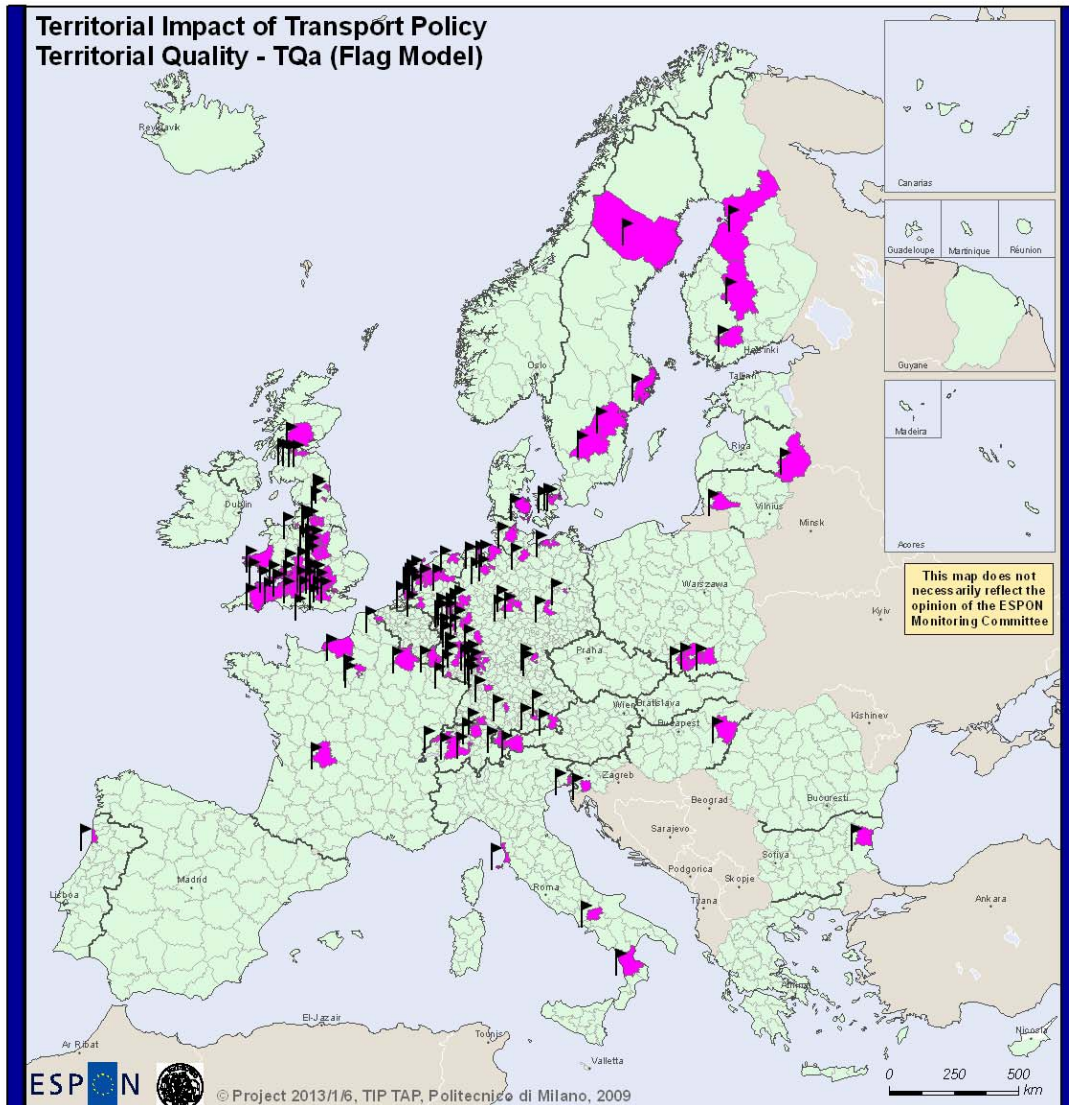 Territorial Impact of Transport Policy
Territorial Quality - TQa (Flag Model)
Reykjavik
Canarias
Guadeloupe
Martinique
Réunion
Guyane
Madeira
Acores
This map does not
necessarily reflect the
opinion of the ESPON
Monitoring Committee
Oslo
Helsinki
Tallinn
Riga
Dublin
Vilnius
Minsk
Warszawa
Kyiv
Praha
Wien
Bratislava
Budapest
Kishinev
Zagreb
Beograd
Bucuresti
Sarajevo
Podgorica
Skopje
Sofiya
Tirana
Roma
Madrid
Lisboa
Ankara
El-Jazair
Tounis
Ar Ribat
Valletta
Nicosia
0 250 500
km
ESPON
© Project 2013/1/6, TIP TAP, Politecnico di Milano, 2009